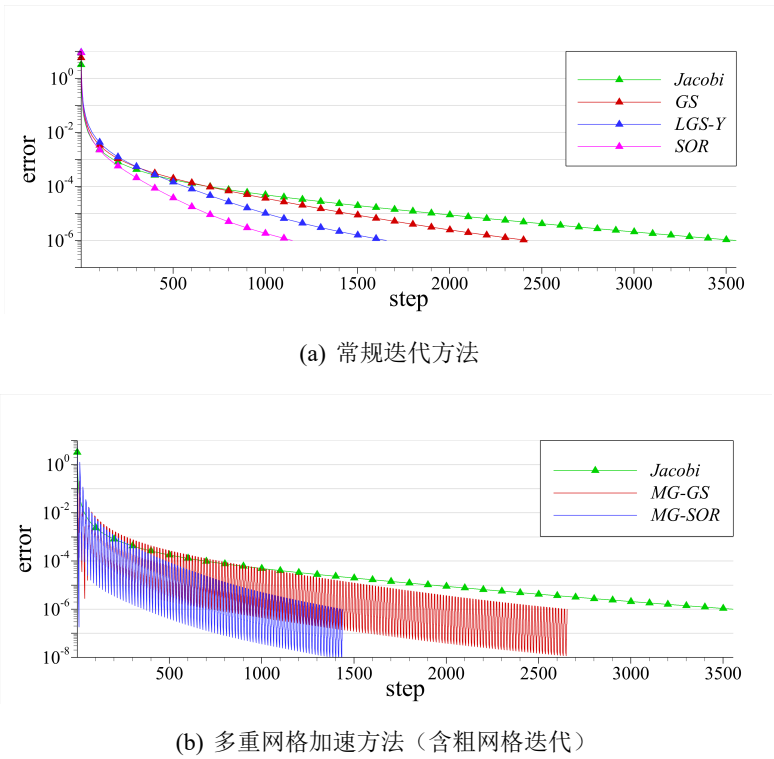 error
10⁰
10⁻²
10⁻⁴
10⁻⁶
Jacobi
GS
LGS-Y
SOR
500 1000 1500 2000 2500 3000 3500
step
(a) 常规迭代方法
error
10⁰
10⁻²
10⁻⁴
10⁻⁶
10⁻⁸
Jacobi
MG-GS
MG-SOR
500 1000 1500 2000 2500 3000 3500
step
(b) 多重网格加速方法（含粗网格迭代）